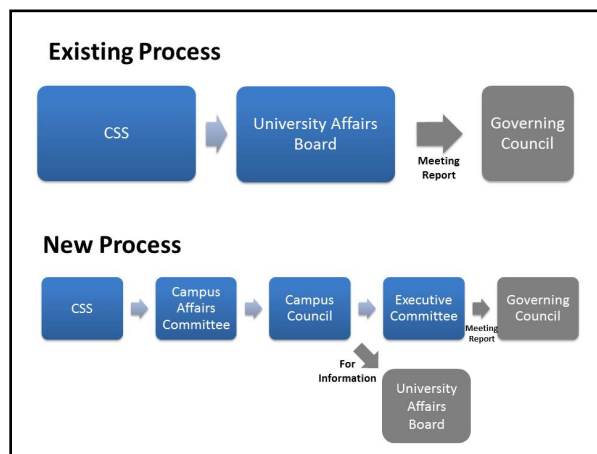 Existing Process
CSS
University Affairs
Board
Meeting
Report
Governing
Council
New Process
CSS
Campus
Affairs
Committee
Campus
Council
Executive
Committee
Meeting
Report
Governing
Council
For
Information
University
Affairs
Board